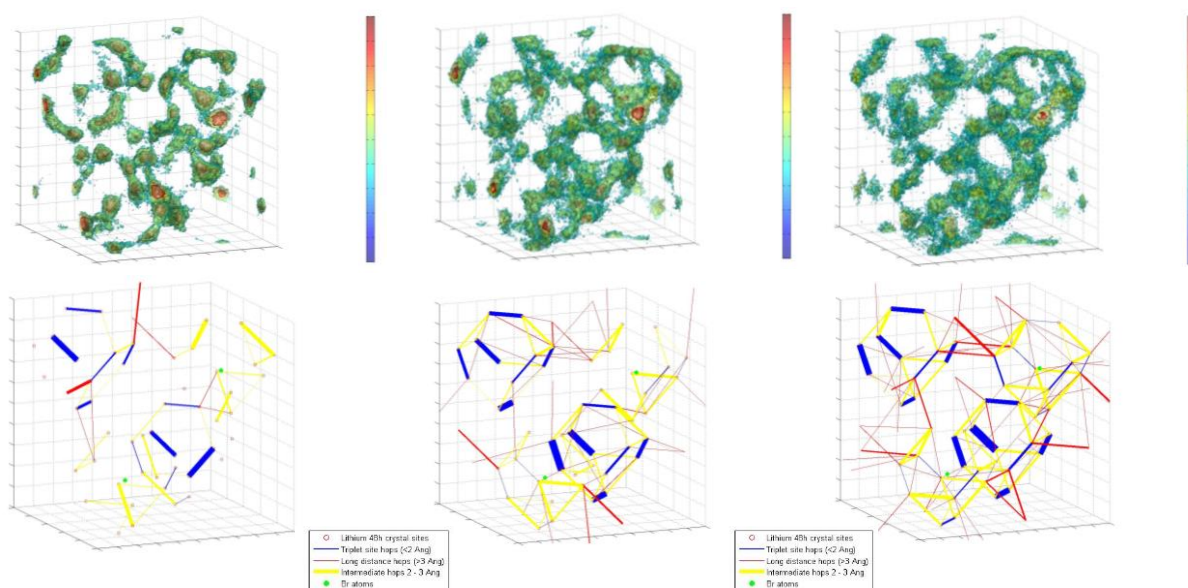 Lithium 48h crystal sites
Triplet site hops (<2 Ang)
Long distance hops (>3 Ang)
Intermediate hops 2 - 3 Ang
Br atoms
Lithium 48h crystal sites
Triplet site hops (<2 Ang)
Long distance hops (>3 Ang)
Intermediate hops 2 - 3 Ang
Br atoms